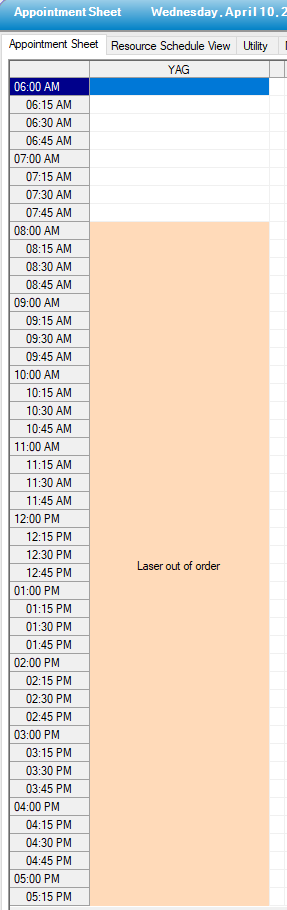 Appointment Sheet Wednesday, April 10, 2
Appointment Sheet Resource Schedule View Utility
YAG
06:00 AM
06:15 AM
06:30 AM
06:45 AM
07:00 AM
07:15 AM
07:30 AM
07:45 AM
08:00 AM
08:15 AM
08:30 AM
08:45 AM
09:00 AM
09:15 AM
09:30 AM
09:45 AM
10:00 AM
10:15 AM
10:30 AM
10:45 AM
11:00 AM
11:15 AM
11:30 AM
11:45 AM
12:00 PM
12:15 PM
12:30 PM
Laser out of order
12:45 PM
01:00 PM
01:15 PM
01:30 PM
01:45 PM
02:00 PM
02:15 PM
02:30 PM
02:45 PM
03:00 PM
03:15 PM
03:30 PM
03:45 PM
04:00 PM
04:15 PM
04:30 PM
04:45 PM
05:00 PM
05:15 PM